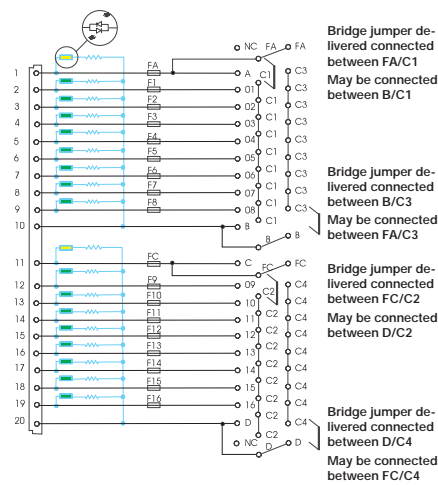 Bridge jumper de-
livered connected
between FA/C1
May be connected
between B/C1
NC FA FA
FA
1 A C1 C3
F1
2 01 C3
F2
3 02 C1 C3
F3
4 03 C1 C3
F4
5 04 C1 C3
F5
6 05 C1 C3
F6
7 06 C1 C3
F7
8 07 C1 C3
F8
9 08 C1 C3
10 B C1
B B
Bridge jumper de-
livered connected
between B/C3
May be connected
between FA/C3
FC
11 C FC FC
F9
12 09 C2 C4
F10
13 10 C4
F11
14 11 C2 C4
F12
15 12 C2 C4
F13
16 13 C2 C4
F14
17 14 C2 C4
F15
18 15 C2 C4
F16
19 16 C2 C4
20 D C2 C4
NC C2 D D
Bridge jumper de-
livered connected
between FC/C2
May be connected
between D/C2
Bridge jumper de-
livered connected
between D/C4
May be connected
between FC/C4